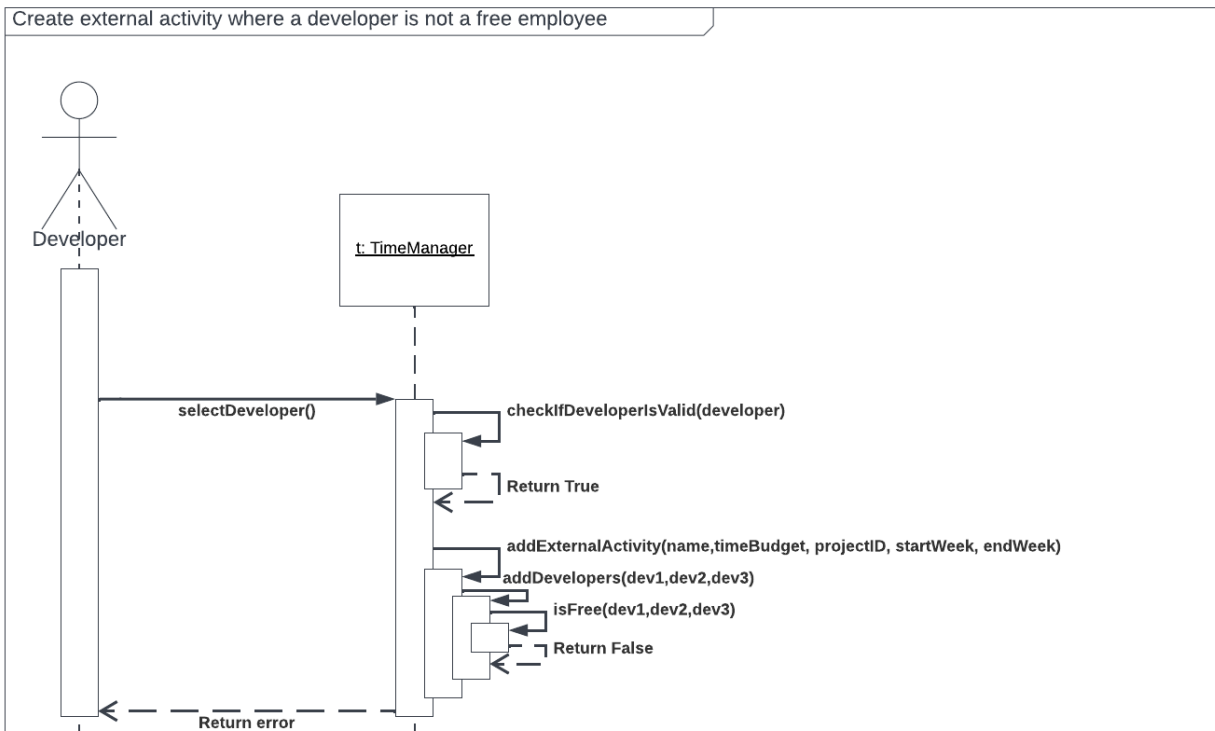 Create external activity where a developer is not a free employee
Developer
t: TimeManager
selectDeveloper()
checkIfDeveloperIsValid(developer)
Return True
addExternalActivity(name,timeBudget, projectID, startWeek, endWeek)
addDevelopers(dev1,dev2,dev3)
isFree(dev1,dev2,dev3)
Return False
Return error